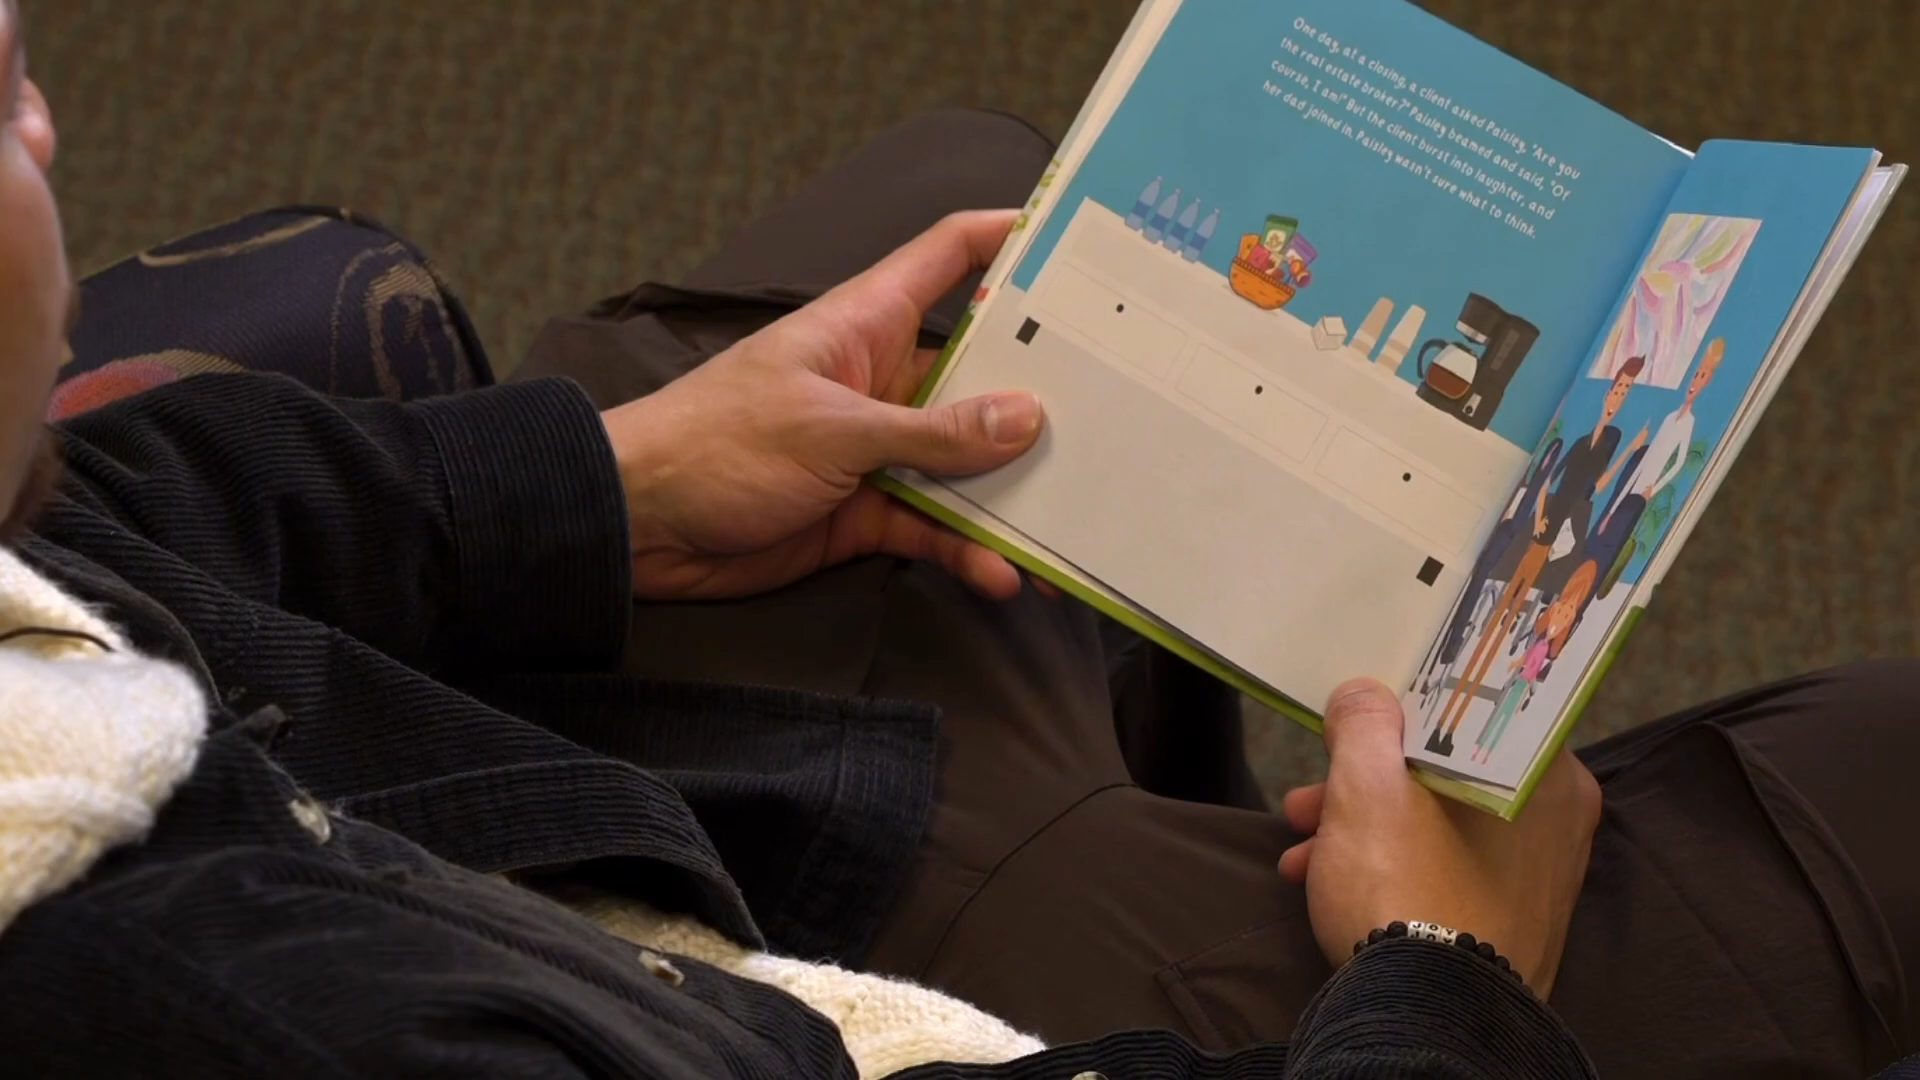 One day, at a closing, a client asked Paisley, "Are you
the real estate broker?" Paisley beamed and said, "Of
course, I am!" But the client burst into laughter, and
her dad joined in. Paisley wasn't sure what to think.
JOY